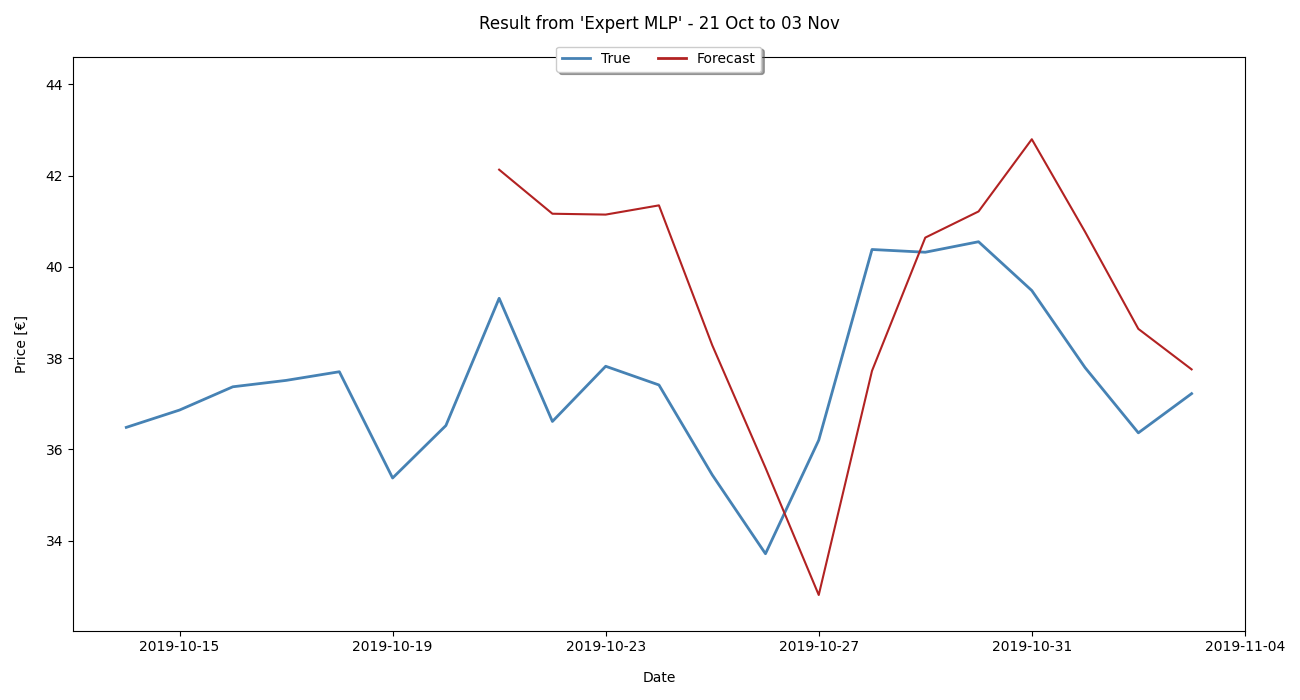 Result from 'Expert MLP' - 21 Oct to 03 Nov
True Forecast
44
42
40
38
36
34
Price [€]
2019-10-15 2019-10-19 2019-10-23 2019-10-27 2019-10-31 2019-11-04
Date